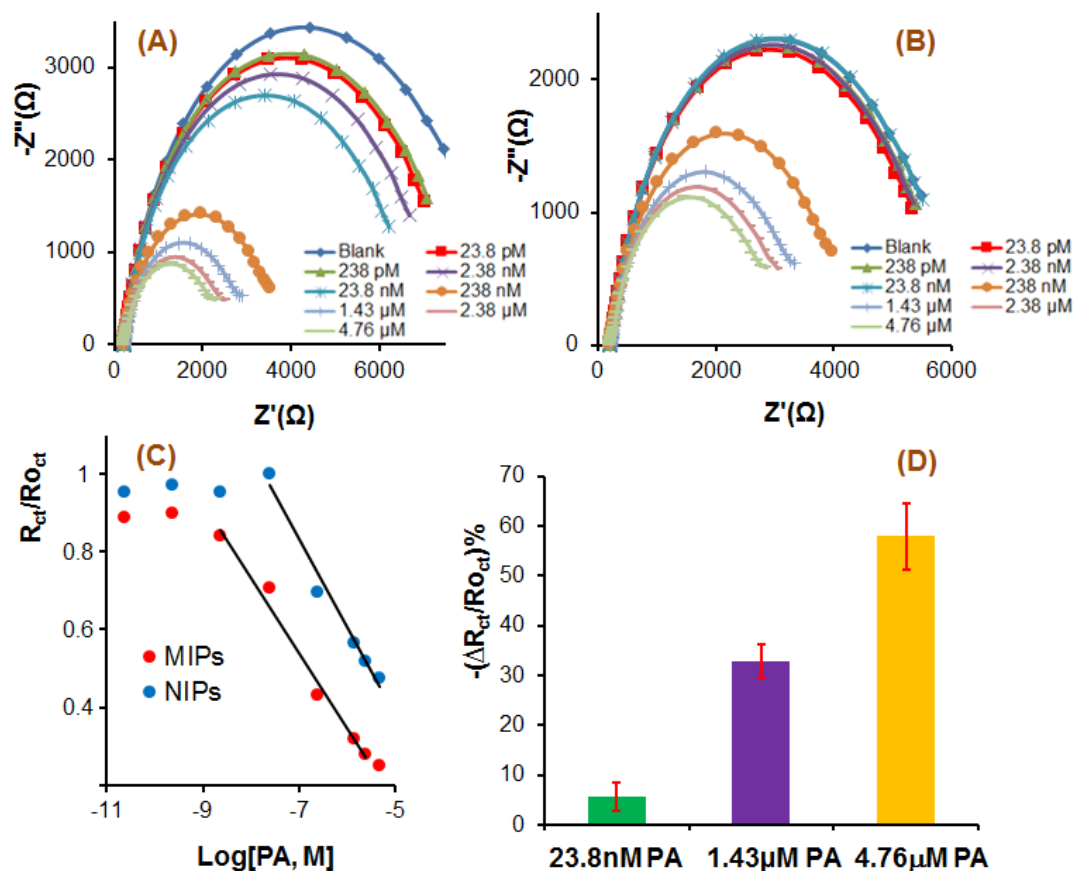 (A)
-Z''(Ω)
3000
2000
1000
0
Blank
23.8 pM
238 pM
2.38 nM
23.8 nM
238 nM
1.43 µM
2.38 µM
4.76 µM
0 2000 4000 6000
Z'(Ω)
(B)
-Z''(Ω)
2000
1000
0
Blank
23.8 pM
238 pM
2.38 nM
23.8 nM
238 nM
1.43 µM
2.38 µM
4.76 µM
0 2000 4000 6000
Z'(Ω)
(C)
Rct/Roct
1
0.8
0.6
0.4
MIPs
NIPs
-11 -9 -7 -5
Log[PA, M]
(D)
-(ΔRct/Roct)%
70
60
50
40
30
20
10
0
23.8nM PA 1.43µM PA 4.76µM PA